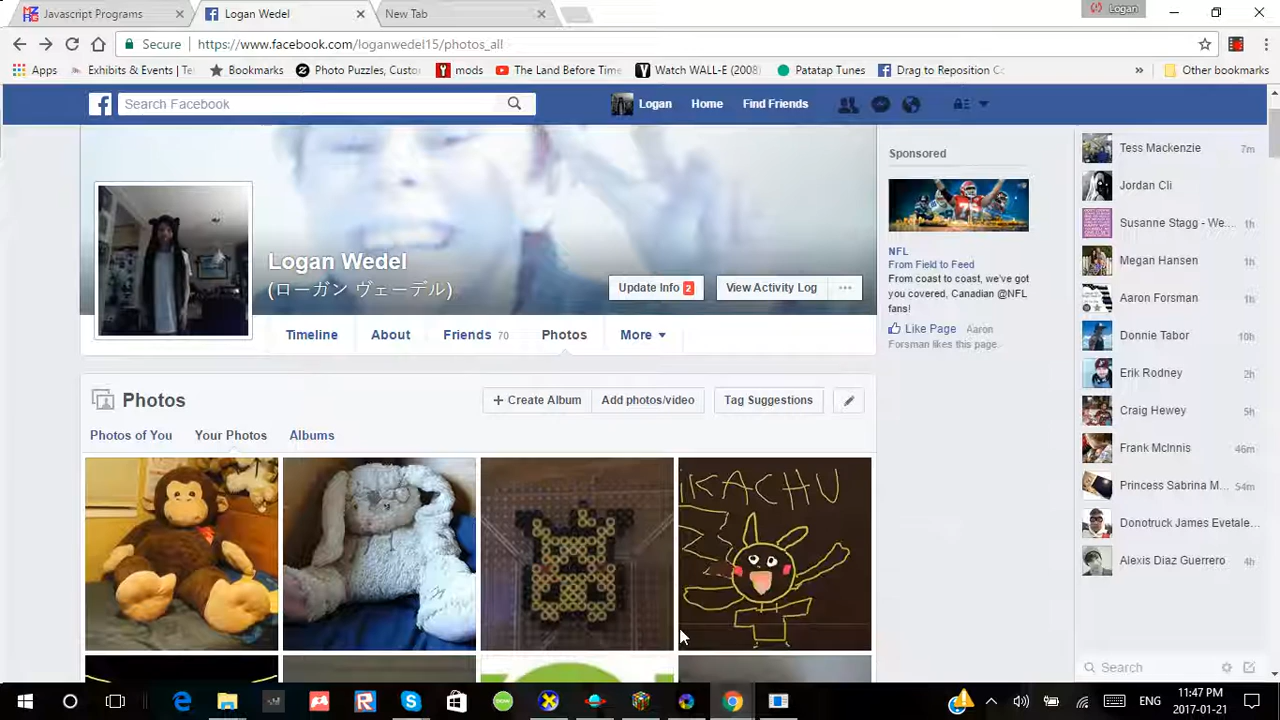 Javascript Programs
Logan Wedel
New Tab
Logan
Secure
https://www.facebook.com/loganwedel15/photos_all
Apps
Exhibits & Events | Te
Bookmarks
Photo Puzzles, Custo
mods
The Land Before Time
Watch WALL-E (2008)
Patatap Tunes
Drag to Reposition Co
»
Other bookmarks
Search Facebook
Logan
Home
Find Friends
Logan Wedel
(ローガン ヴェーデル)
Update Info 2
View Activity Log
Timeline
About
Friends 70
Photos
More
Photos
+ Create Album
Add photos/video
Tag Suggestions
Photos of You
Your Photos
Albums
IKACHU
Sponsored
NFL
From Field to Feed
From coast to coast, we've got
you covered, Canadian @NFL
fans!
Like Page Aaron
Forsman likes this page.
Tess Mackenzie 7m
Jordan Cli
Susanne Stagg - We... 1h
Megan Hansen 1h
Aaron Forsman 1h
Donnie Tabor 10h
Erik Rodney 2h
Craig Hewey 5h
Frank McInnis 46m
Princess Sabrina M... 54m
Donotruck James Evetale...
Alexis Diaz Guerrero 4h
Search
ENG
11:47 PM
2017-01-21